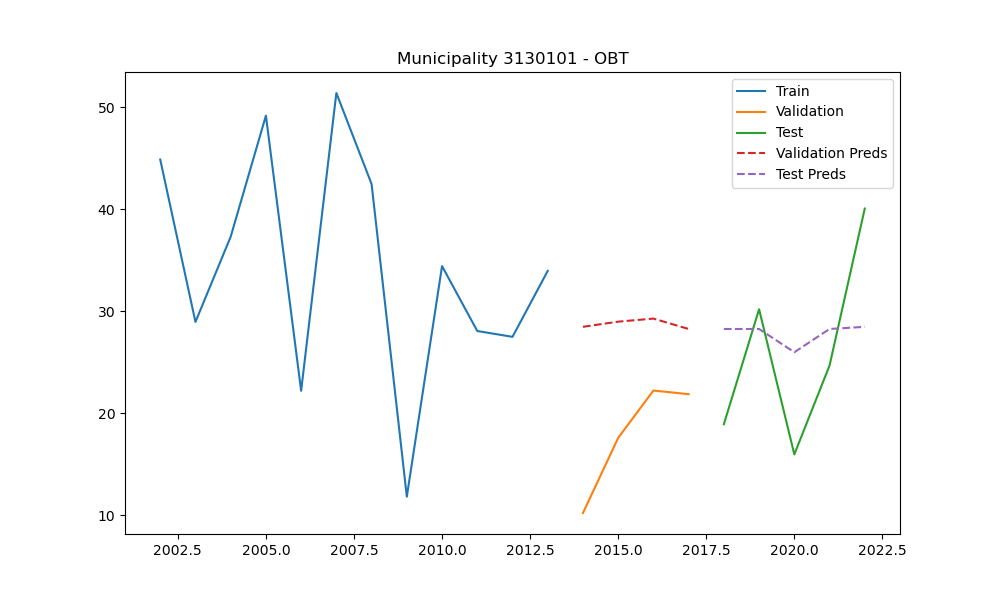 Municipality 3130101 - OBT
Train
Validation
Test
Validation Preds
Test Preds
50
40
30
20
10
2002.5 2005.0 2007.5 2010.0 2012.5 2015.0 2017.5 2020.0 2022.5